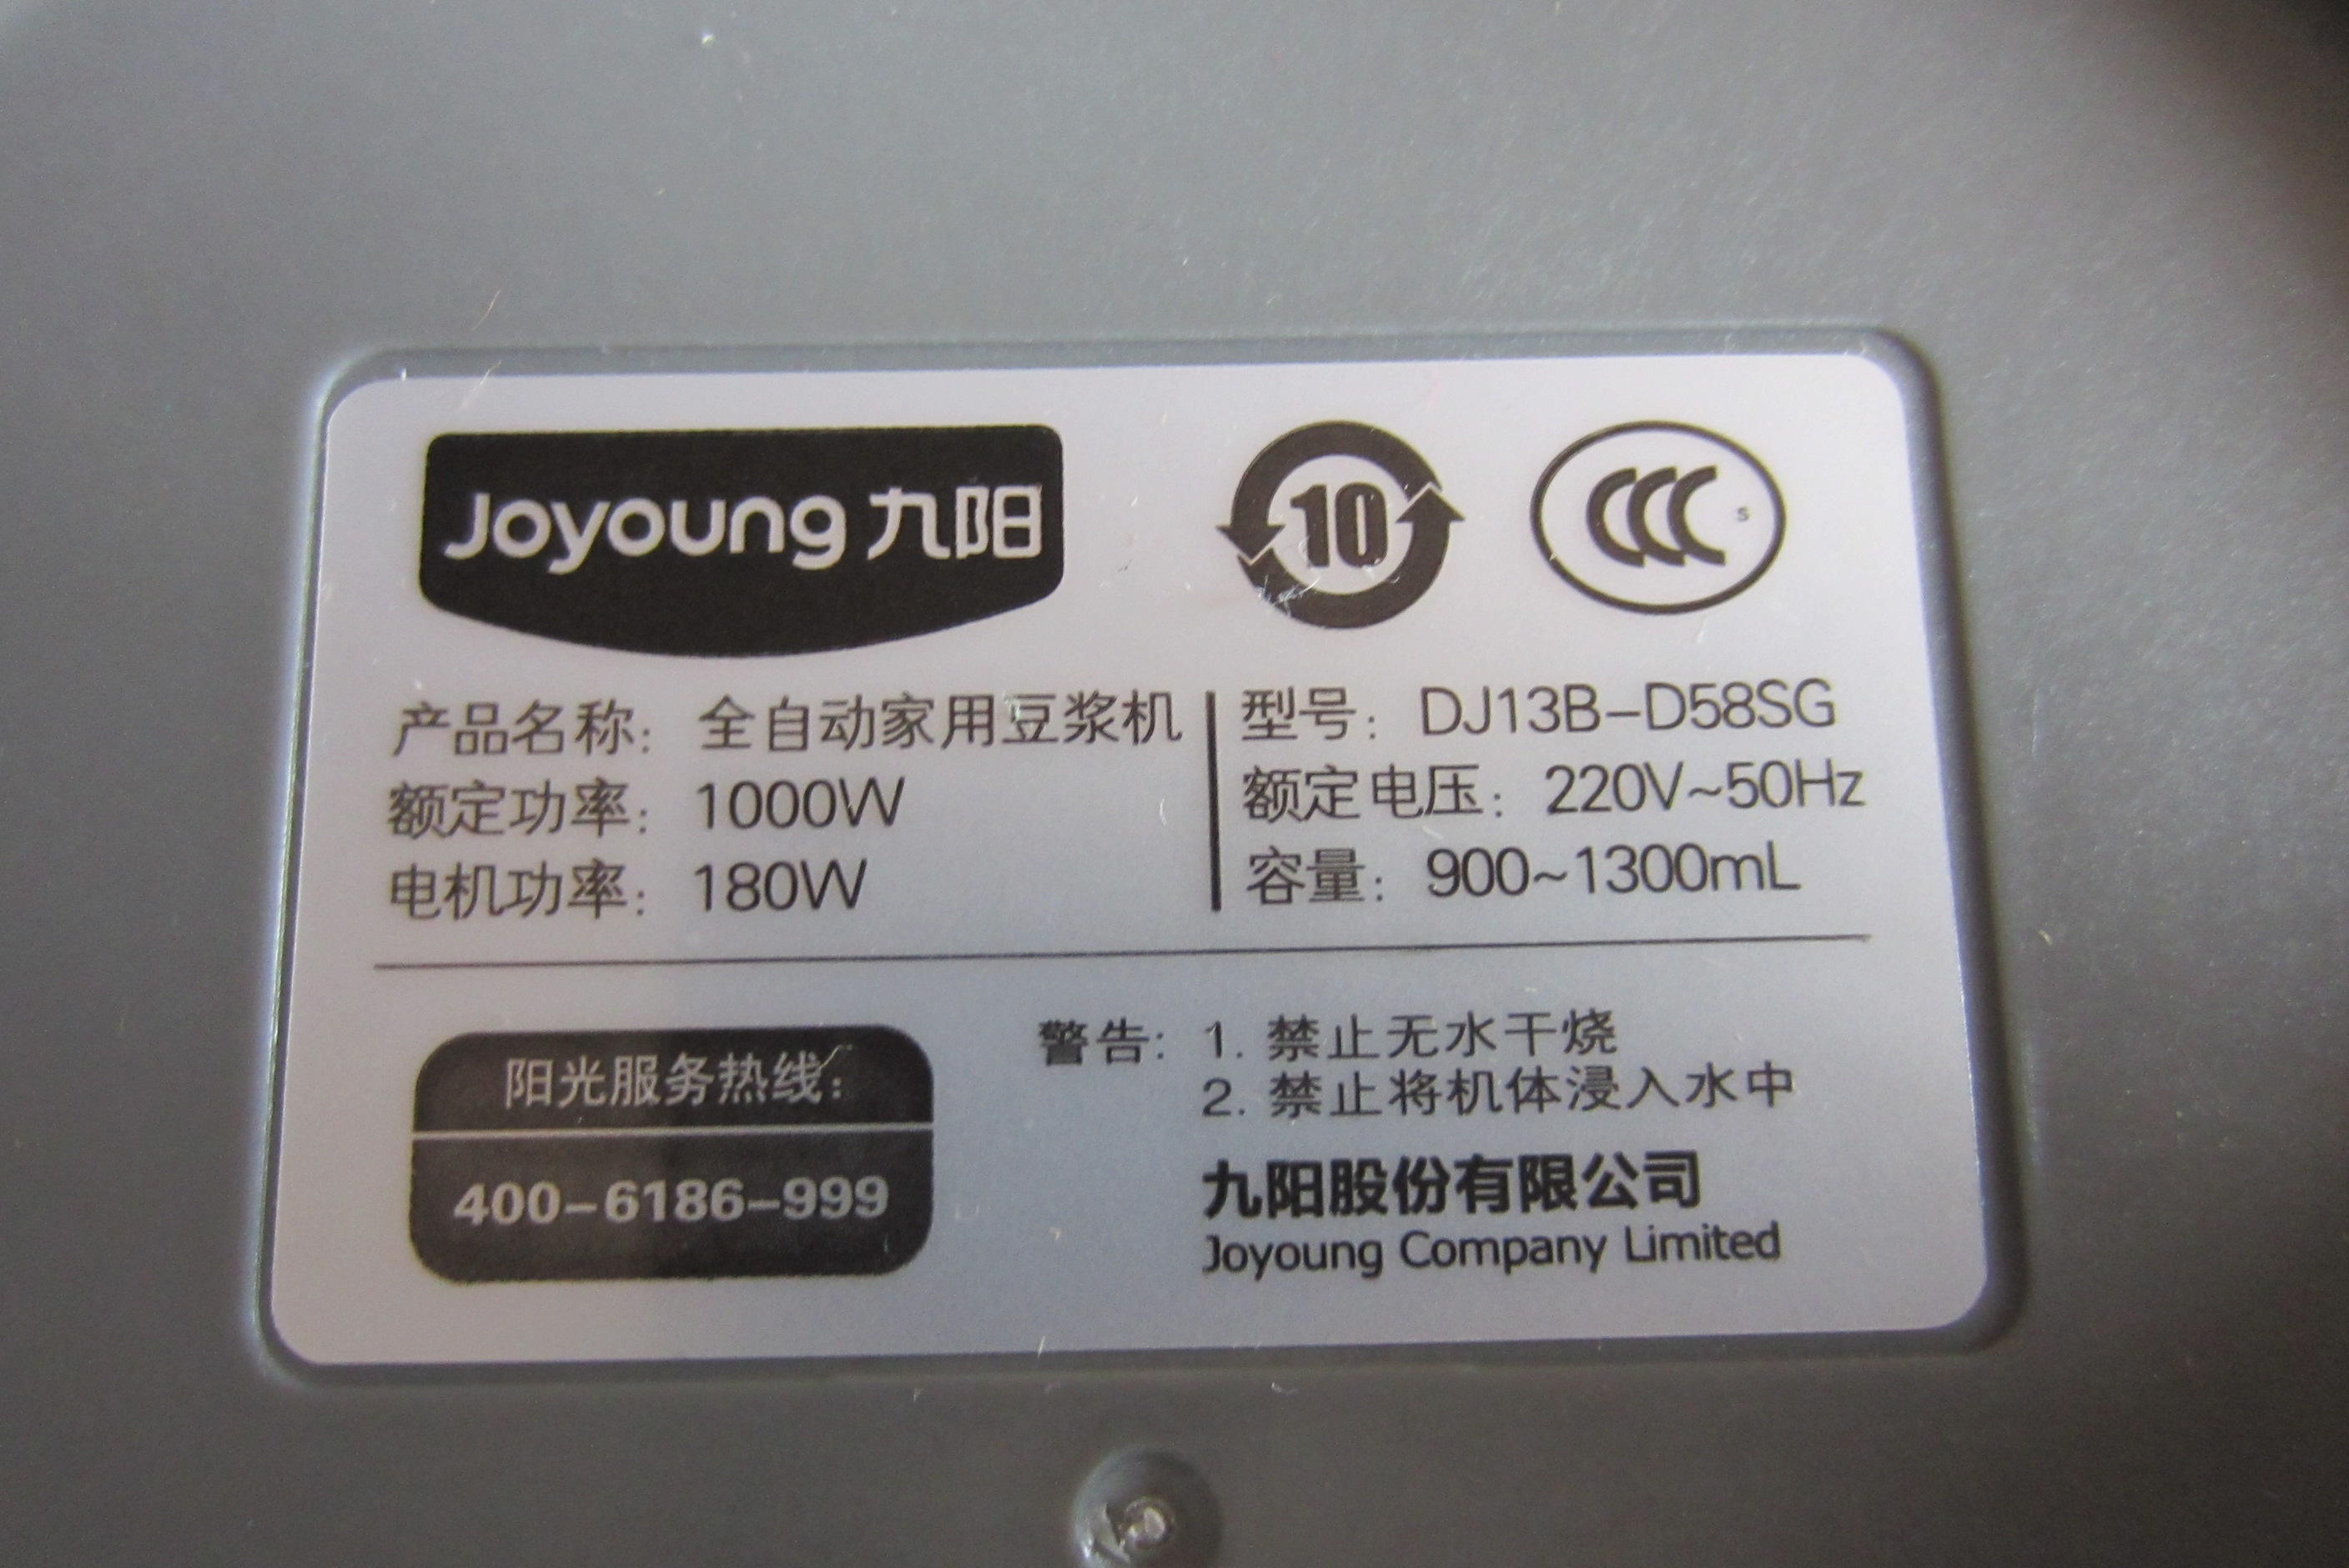 Joyoung 九阳
10
CCC S
产品名称: 全自动家用豆浆机
额定功率: 1000W
电机功率: 180W
型号: DJ13B-D58SG
额定电压: 220V~50Hz
容量: 900~1300mL
阳光服务热线:
400-6186-999
警告: 1. 禁止无水干烧
2. 禁止将机体浸入水中
九阳股份有限公司
Joyoung Company Limited